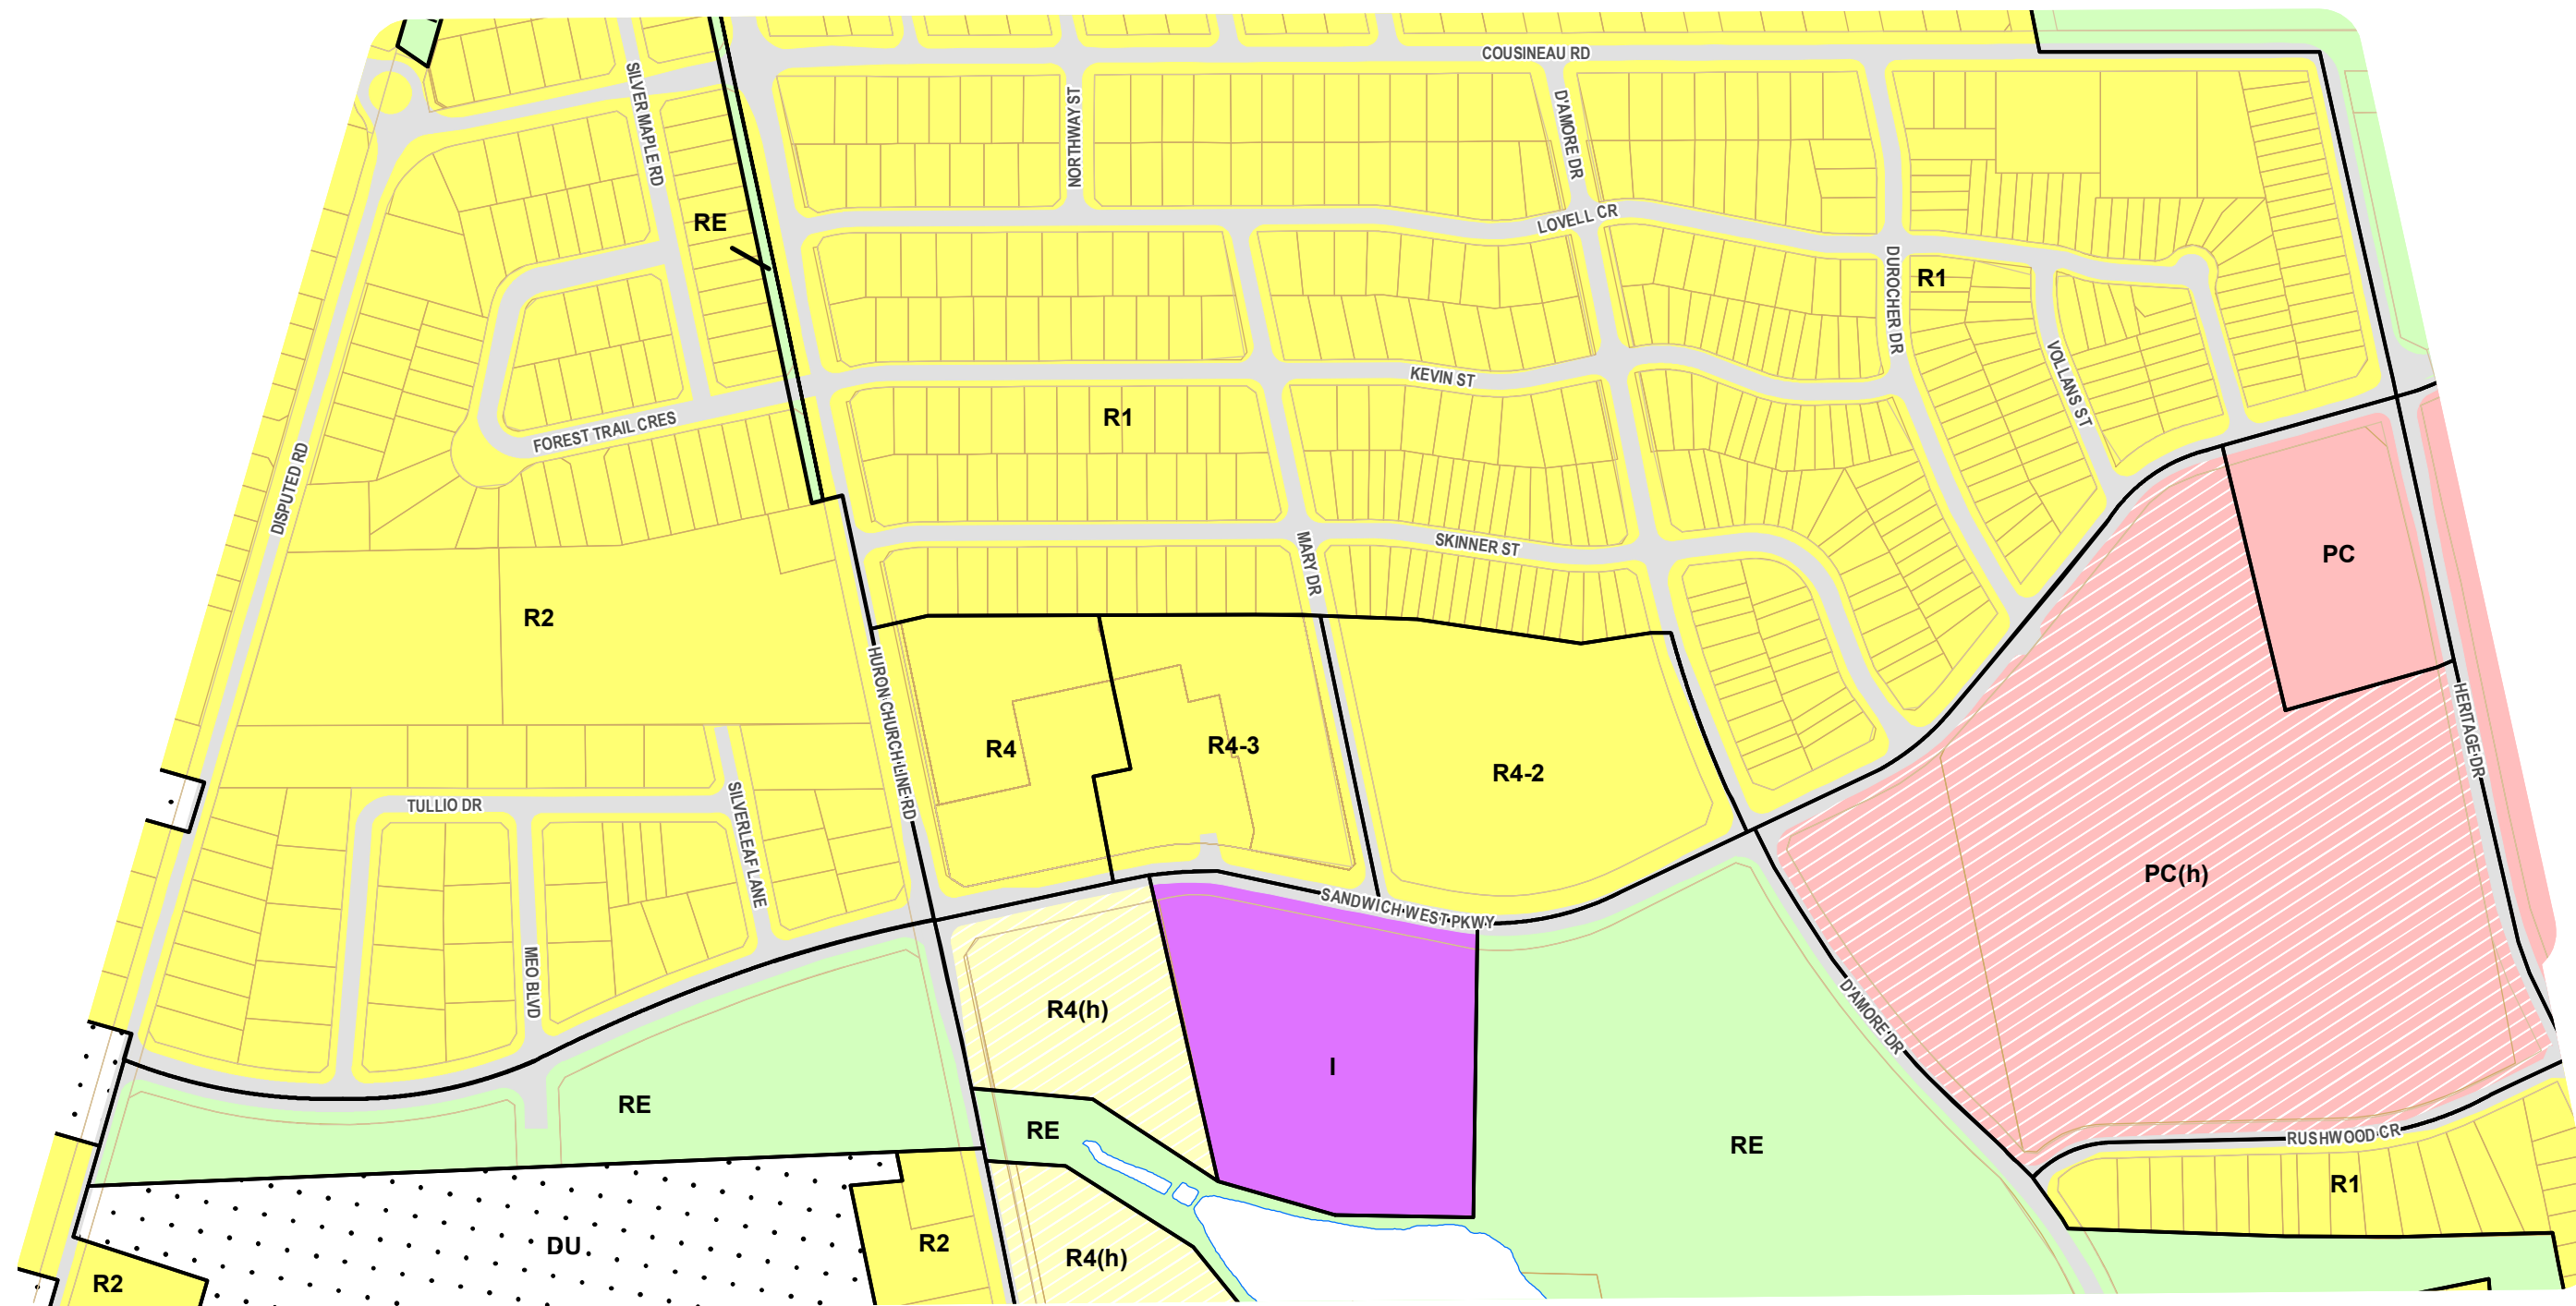 COUSINEAU RD
SILVER MAPLE RD
NORTHWAY ST
D'AMORE DR
RE
LOVELL CR
DUROCHER DR
R1
KEVIN ST
VOLLANS ST
R1
FOREST TRAIL CRES
DISPUTED RD
SKINNER ST
MARY DR
PC
R2
HURON CHURCH LINE RD
R4
R4-3
R4-2
HERITAGE DR
TULLIO DR
SILVERLEAF LANE
PC(h)
SANDWICH WEST PKWY
MEO BLVD
R4(h)
D'AMORE DR
I
RE
RE
RE
RUSHWOOD CR
R1
DU
R2
R4(h)
R2